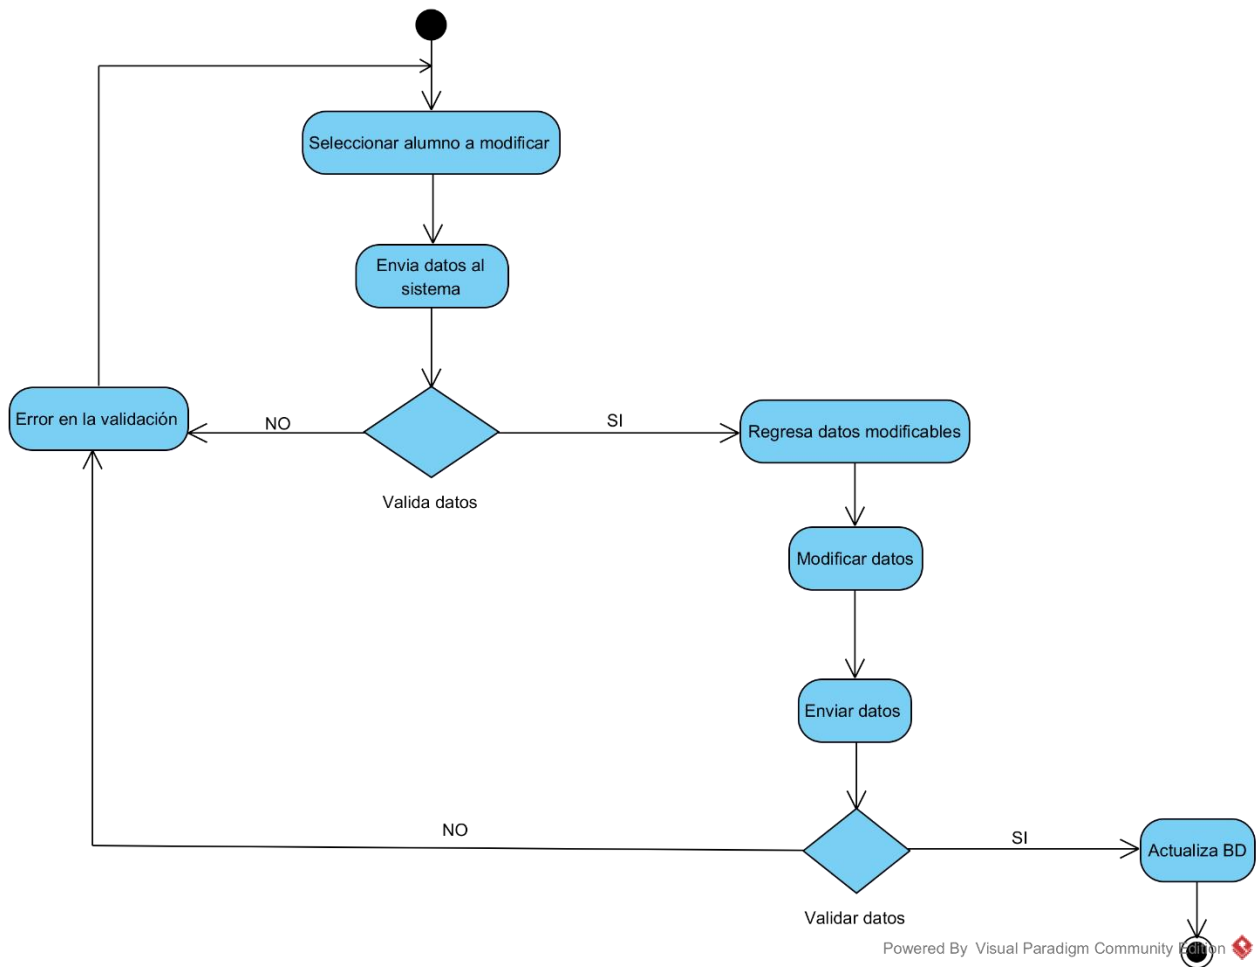 Seleccionar alumno a modificar
Envia datos al
sistema
Error en la validación
NO
SI
Regresa datos modificables
Valida datos
Modificar datos
Enviar datos
NO
SI
Actualiza BD
Validar datos
Powered By Visual Paradigm Community Edition